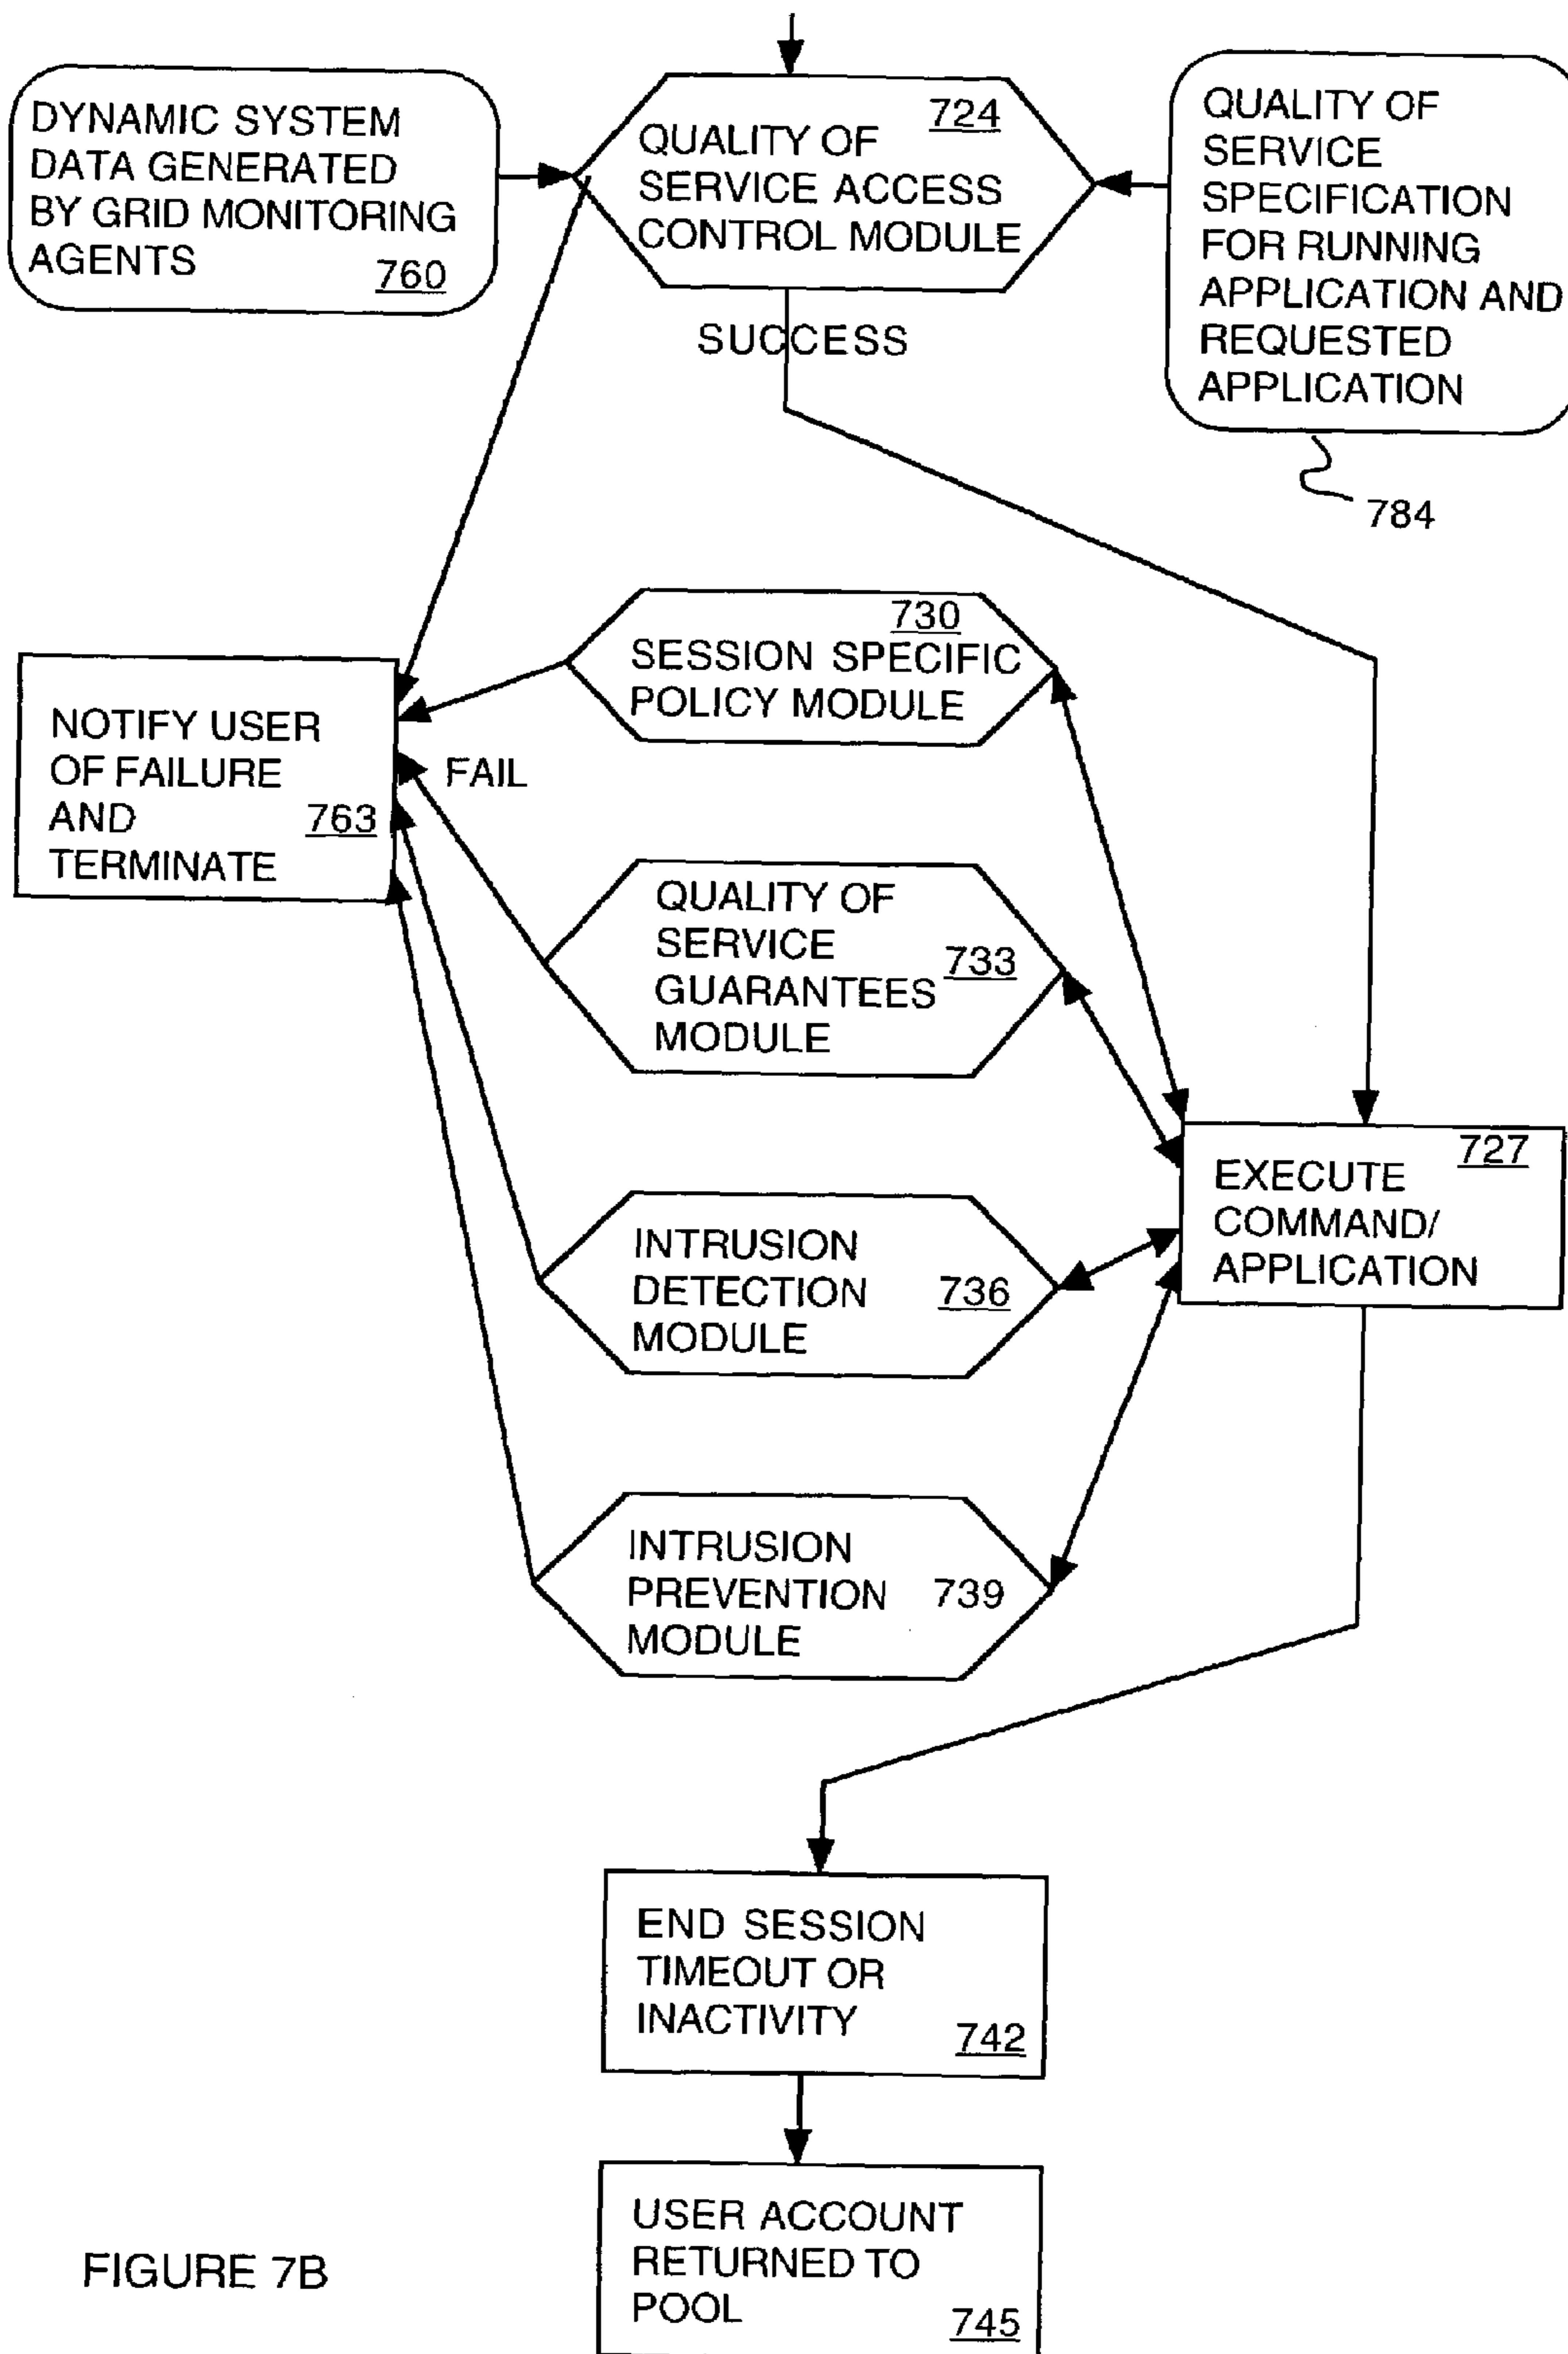 DYNAMIC SYSTEM
DATA GENERATED
BY GRID MONITORING
AGENTS 760
724
QUALITY OF
SERVICE ACCESS
CONTROL MODULE
QUALITY OF
SERVICE
SPECIFICATION
FOR RUNNING
APPLICATION AND
REQUESTED
APPLICATION
784
SUCCESS
730
SESSION SPECIFIC
POLICY MODULE
NOTIFY USER
OF FAILURE
AND 763
TERMINATE
FAIL
QUALITY OF
SERVICE 733
GUARANTEES
MODULE
727
EXECUTE
COMMAND/
APPLICATION
INTRUSION
DETECTION 736
MODULE
INTRUSION
PREVENTION 739
MODULE
END SESSION
TIMEOUT OR
INACTIVITY 742
USER ACCOUNT
RETURNED TO
POOL 745
FIGURE 7B